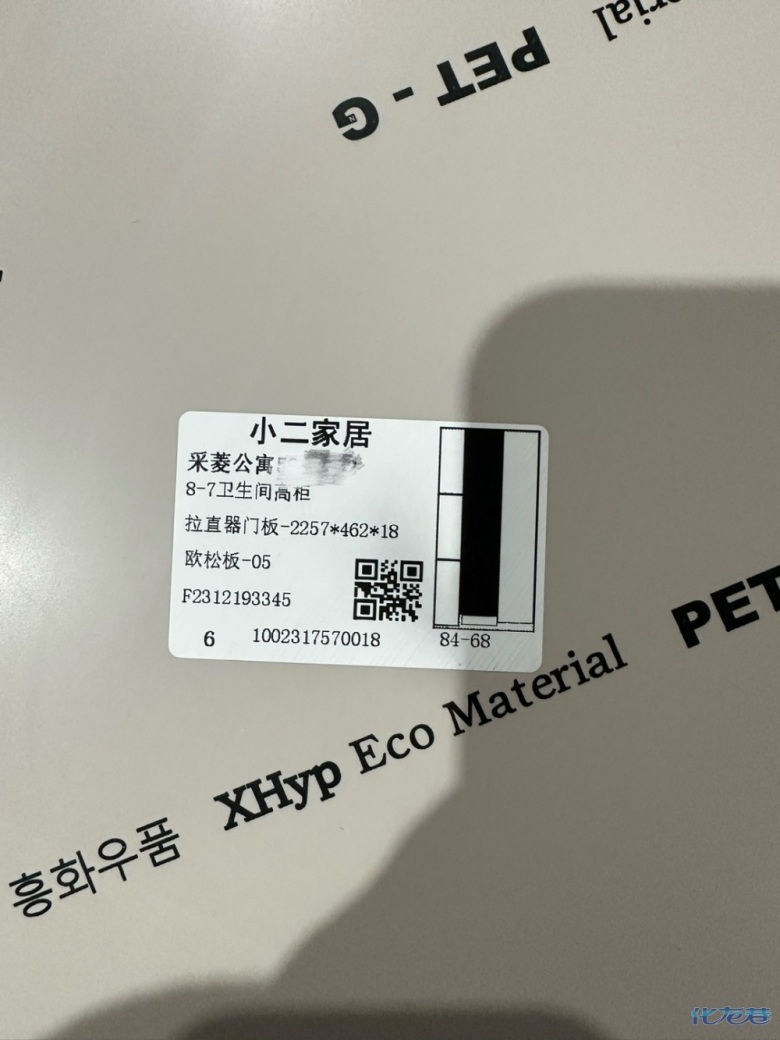 PET - G
小二家居
采菱公寓
8-7卫生间高柜
拉直器门板-2257*462*18
欧松板-05
F2312193345
6 1002317570018 84-68
흥화우품 XHyp Eco Material PET
化龙巷